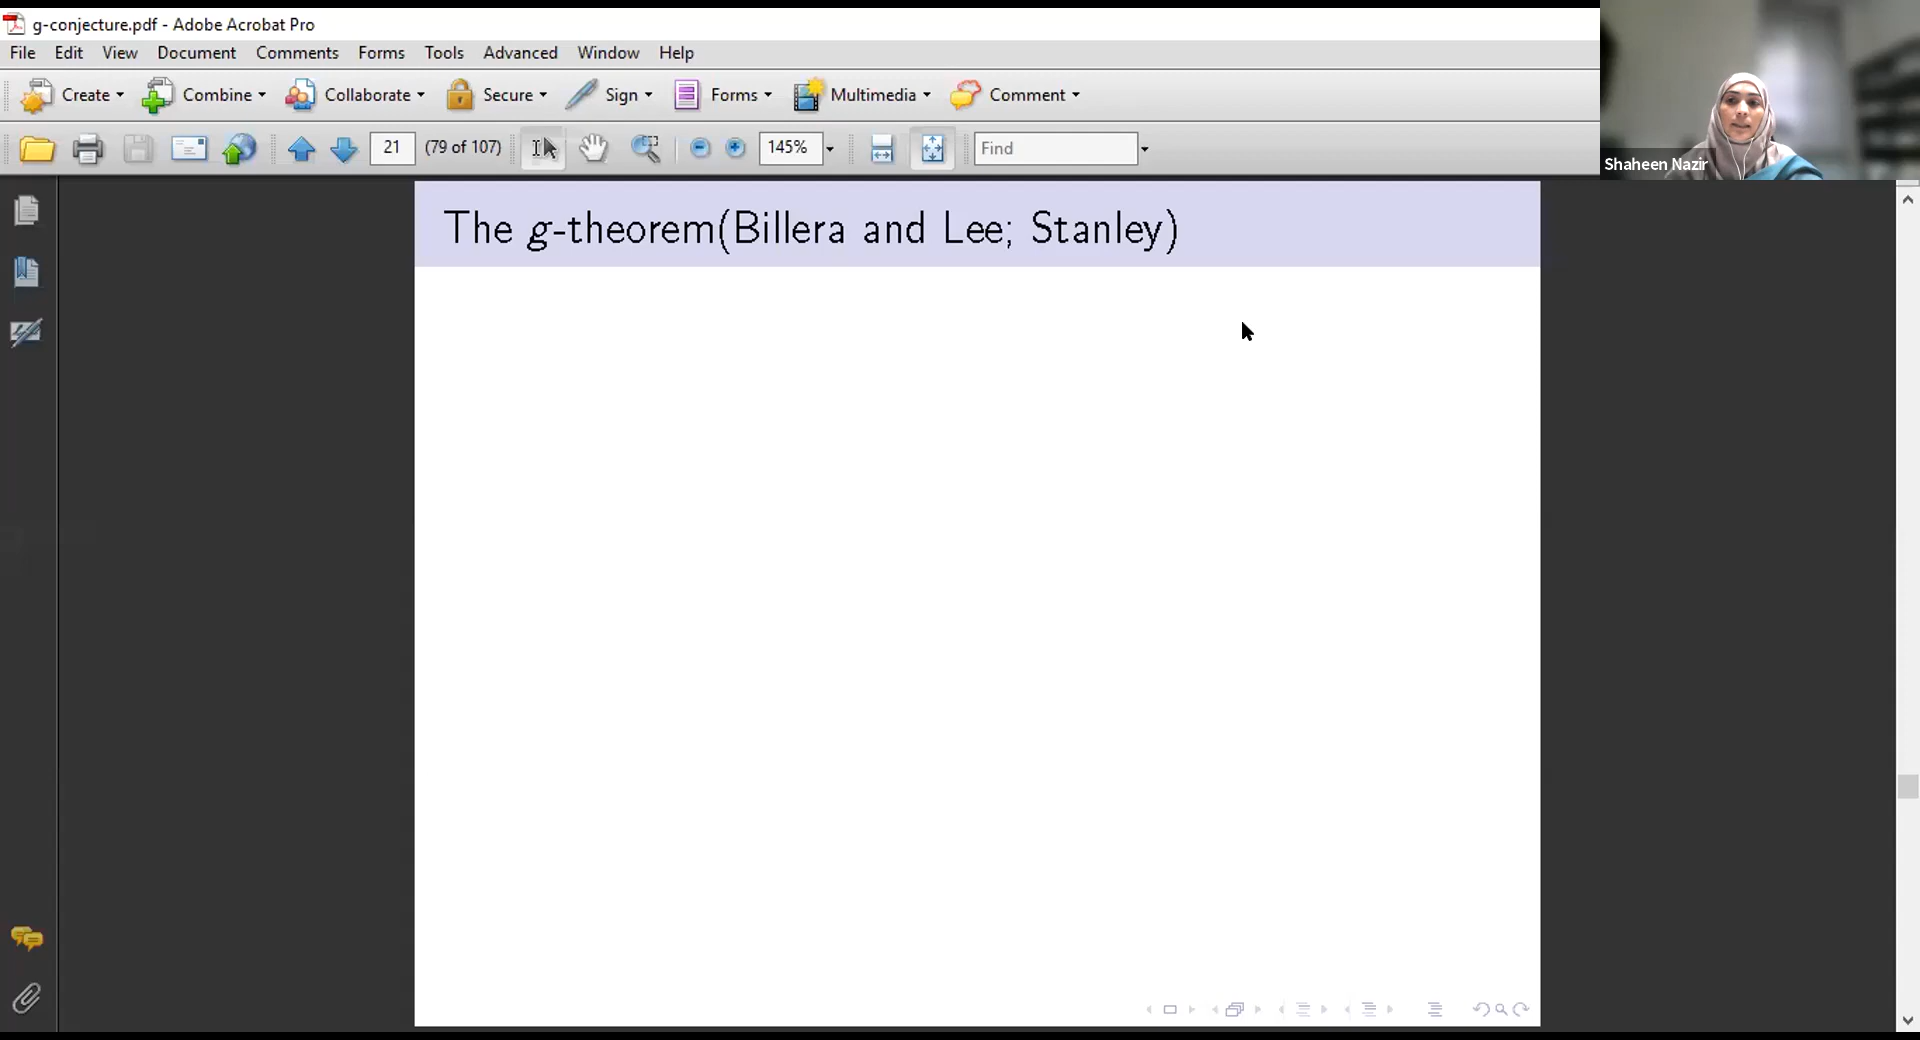 g-conjecture.pdf - Adobe Acrobat Pro
File Edit View Document Comments Forms Tools Advanced Window Help
Create Combine Collaborate Secure Sign Forms Multimedia Comment
21 (79 of 107) 145% Find
Shaheen Nazir
The g-theorem(Billera and Lee; Stanley)